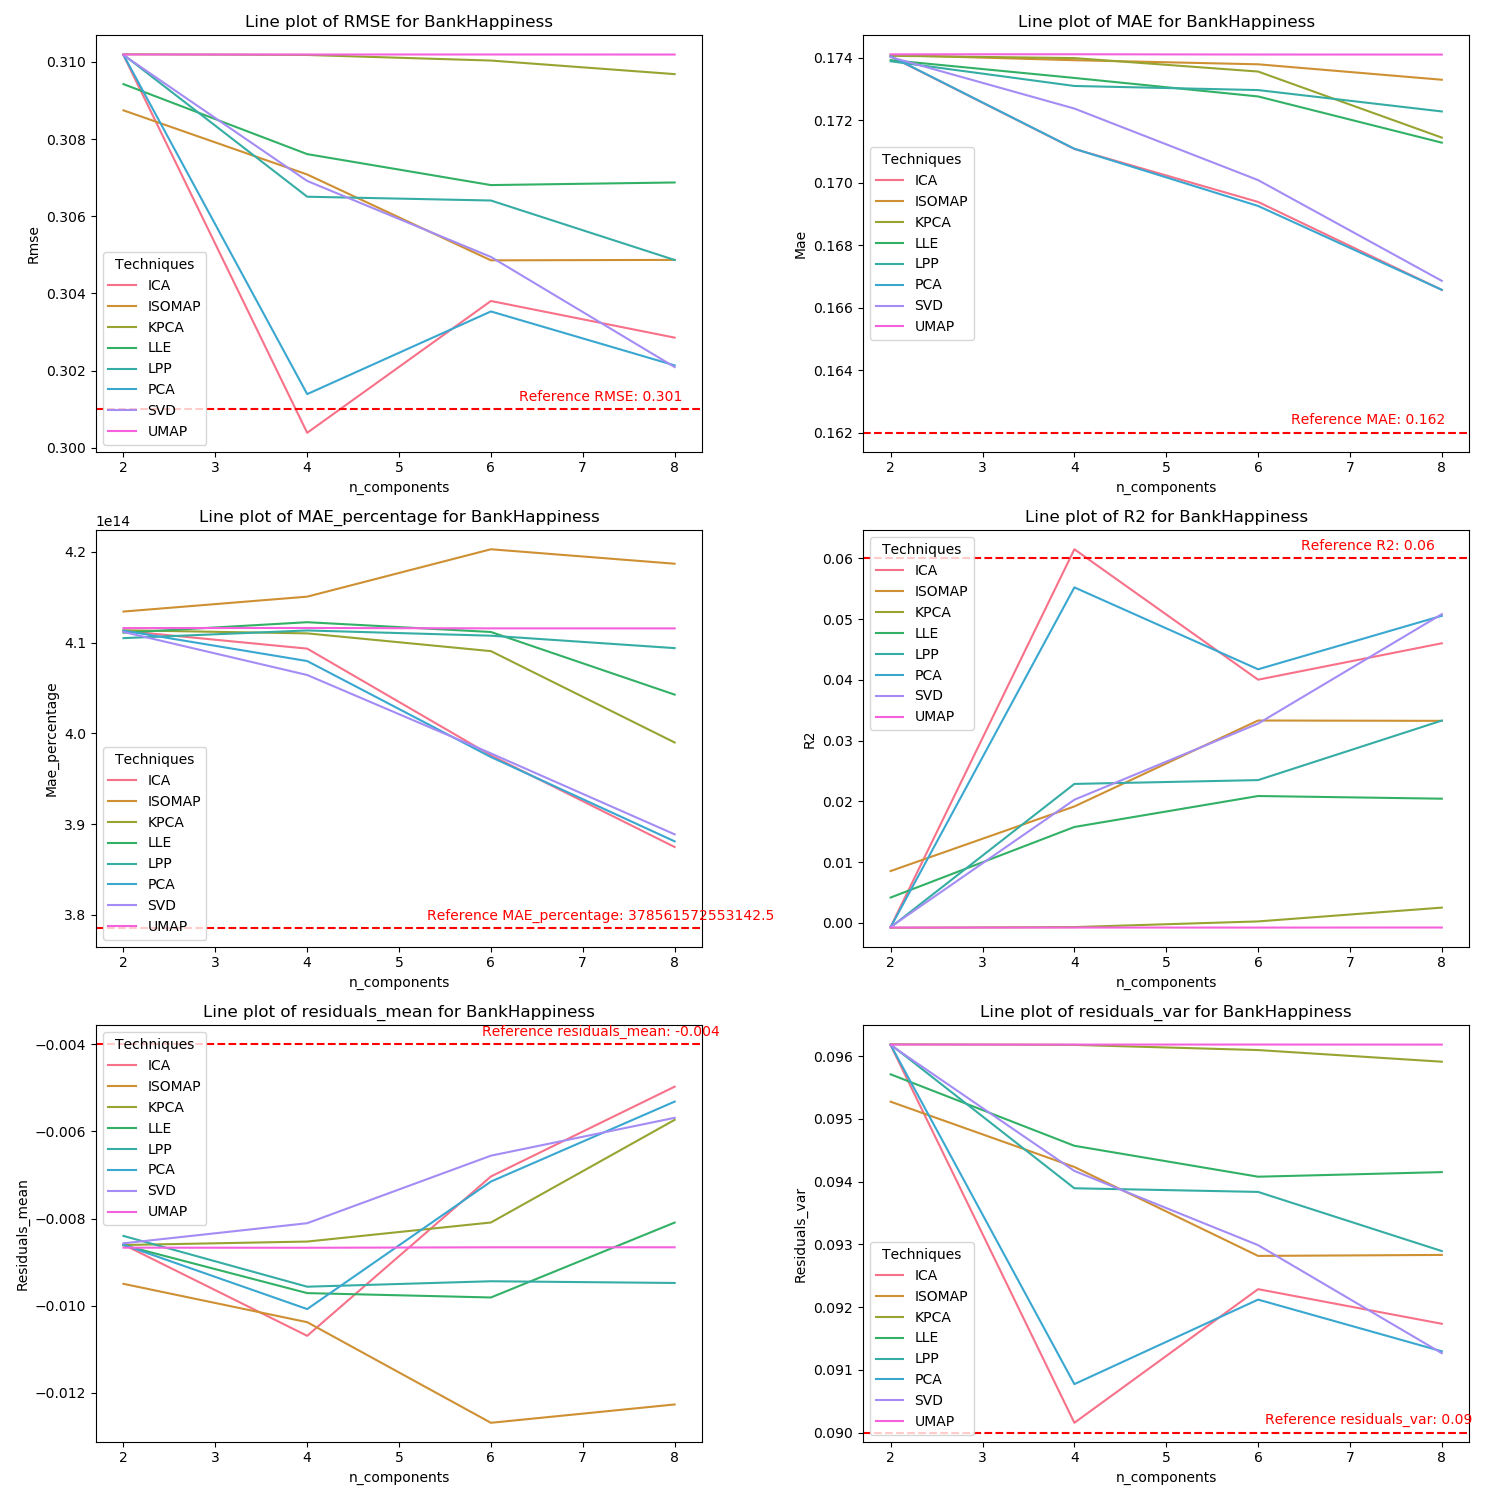 Line plot of RMSE for BankHappiness
0.310
0.308
0.306
0.304
0.302
0.300
Rmse
Techniques
ICA
ISOMAP
KPCA
LLE
LPP
PCA
SVD
UMAP
Reference RMSE: 0.301
2 3 4 5 6 7 8
n_components
Line plot of MAE for BankHappiness
0.174
0.172
0.170
0.168
0.166
0.164
0.162
Mae
Techniques
ICA
ISOMAP
KPCA
LLE
LPP
PCA
SVD
UMAP
Reference MAE: 0.162
2 3 4 5 6 7 8
n_components
Line plot of MAE_percentage for BankHappiness
1e14
4.2
4.1
4.0
3.9
3.8
Mae_percentage
Techniques
ICA
ISOMAP
KPCA
LLE
LPP
PCA
SVD
UMAP
Reference MAE_percentage: 378561572553142.5
2 3 4 5 6 7 8
n_components
Line plot of R2 for BankHappiness
0.06
0.05
0.04
0.03
0.02
0.01
0.00
R2
Techniques
ICA
ISOMAP
KPCA
LLE
LPP
PCA
SVD
UMAP
Reference R2: 0.06
2 3 4 5 6 7 8
n_components
Line plot of residuals_mean for BankHappiness
−0.004
−0.006
−0.008
−0.010
−0.012
Residuals_mean
Techniques
ICA
ISOMAP
KPCA
LLE
LPP
PCA
SVD
UMAP
Reference residuals_mean: -0.004
2 3 4 5 6 7 8
n_components
Line plot of residuals_var for BankHappiness
0.096
0.095
0.094
0.093
0.092
0.091
0.090
Residuals_var
Techniques
ICA
ISOMAP
KPCA
LLE
LPP
PCA
SVD
UMAP
Reference residuals_var: 0.09
2 3 4 5 6 7 8
n_components